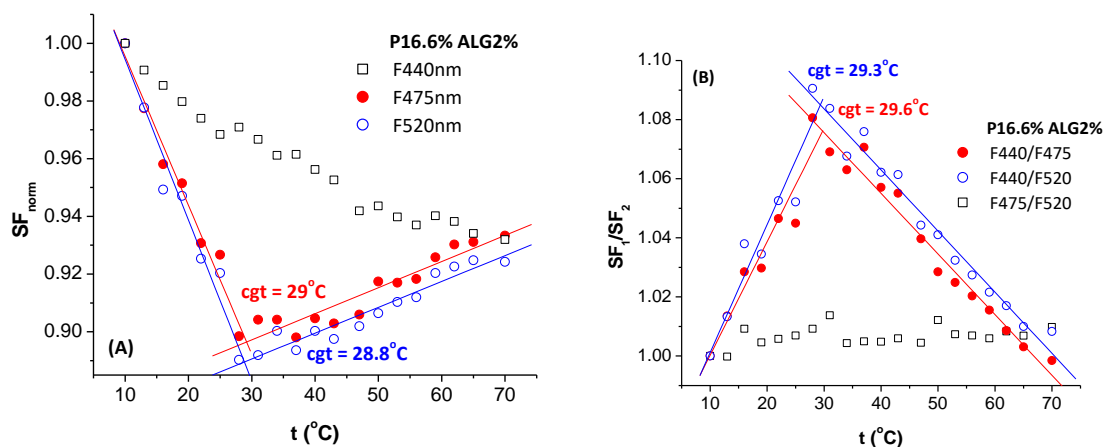 P16.6% ALG2%
F440nm
F475nm
F520nm
1.00
0.98
0.96
0.94
0.92
0.90
SFnorm
cgt = 29°C
cgt = 28.8°C
(A)
10 20 30 40 50 60 70
t (°C)
(B)
cgt = 29.3°C
cgt = 29.6°C
P16.6% ALG2%
F440/F475
F440/F520
F475/F520
1.10
1.08
1.06
1.04
1.02
1.00
SF1/SF2
10 20 30 40 50 60 70
t (°C)